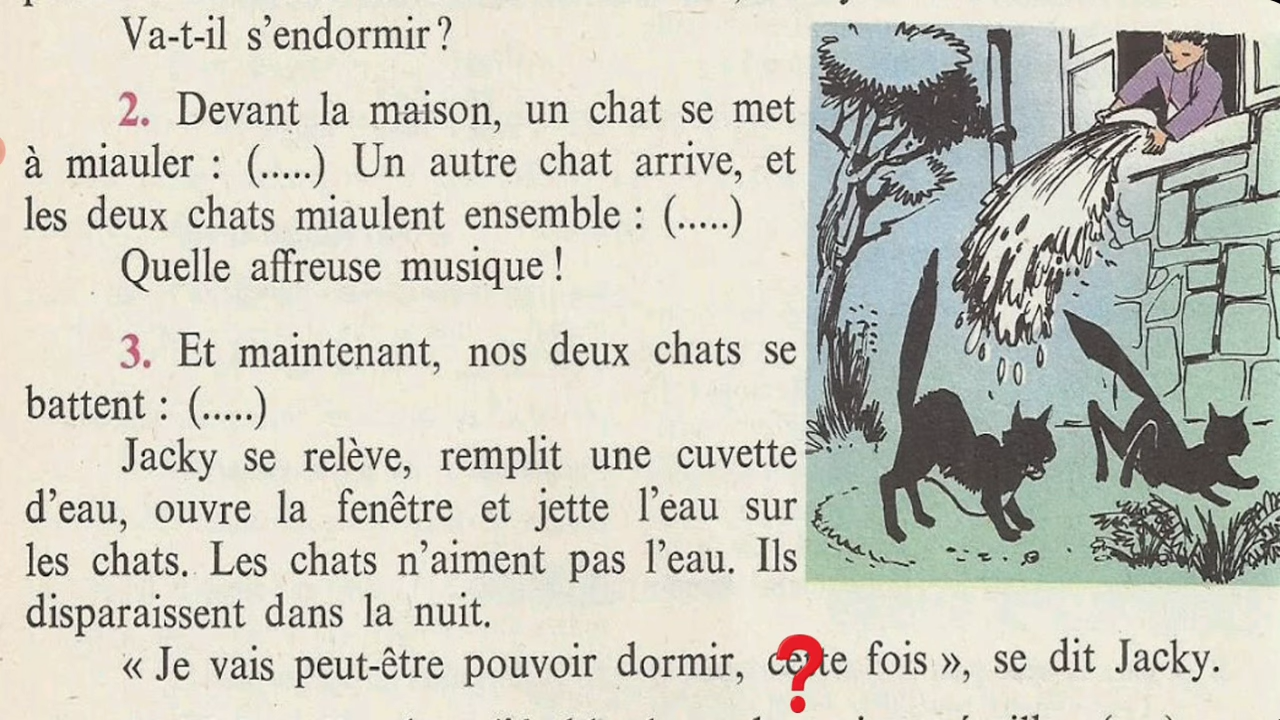 Va-t-il s'endormir ?
2. Devant la maison, un chat se met
à miauler : (.....) Un autre chat arrive, et
les deux chats miaulent ensemble : (.....)
Quelle affreuse musique !
3. Et maintenant, nos deux chats se
battent : (.....)
Jacky se relève, remplit une cuvette
d'eau, ouvre la fenêtre et jette l'eau sur
les chats. Les chats n'aiment pas l'eau. Ils
disparaissent dans la nuit.
« Je vais peut-être pouvoir dormir, cette fois », se dit Jacky.